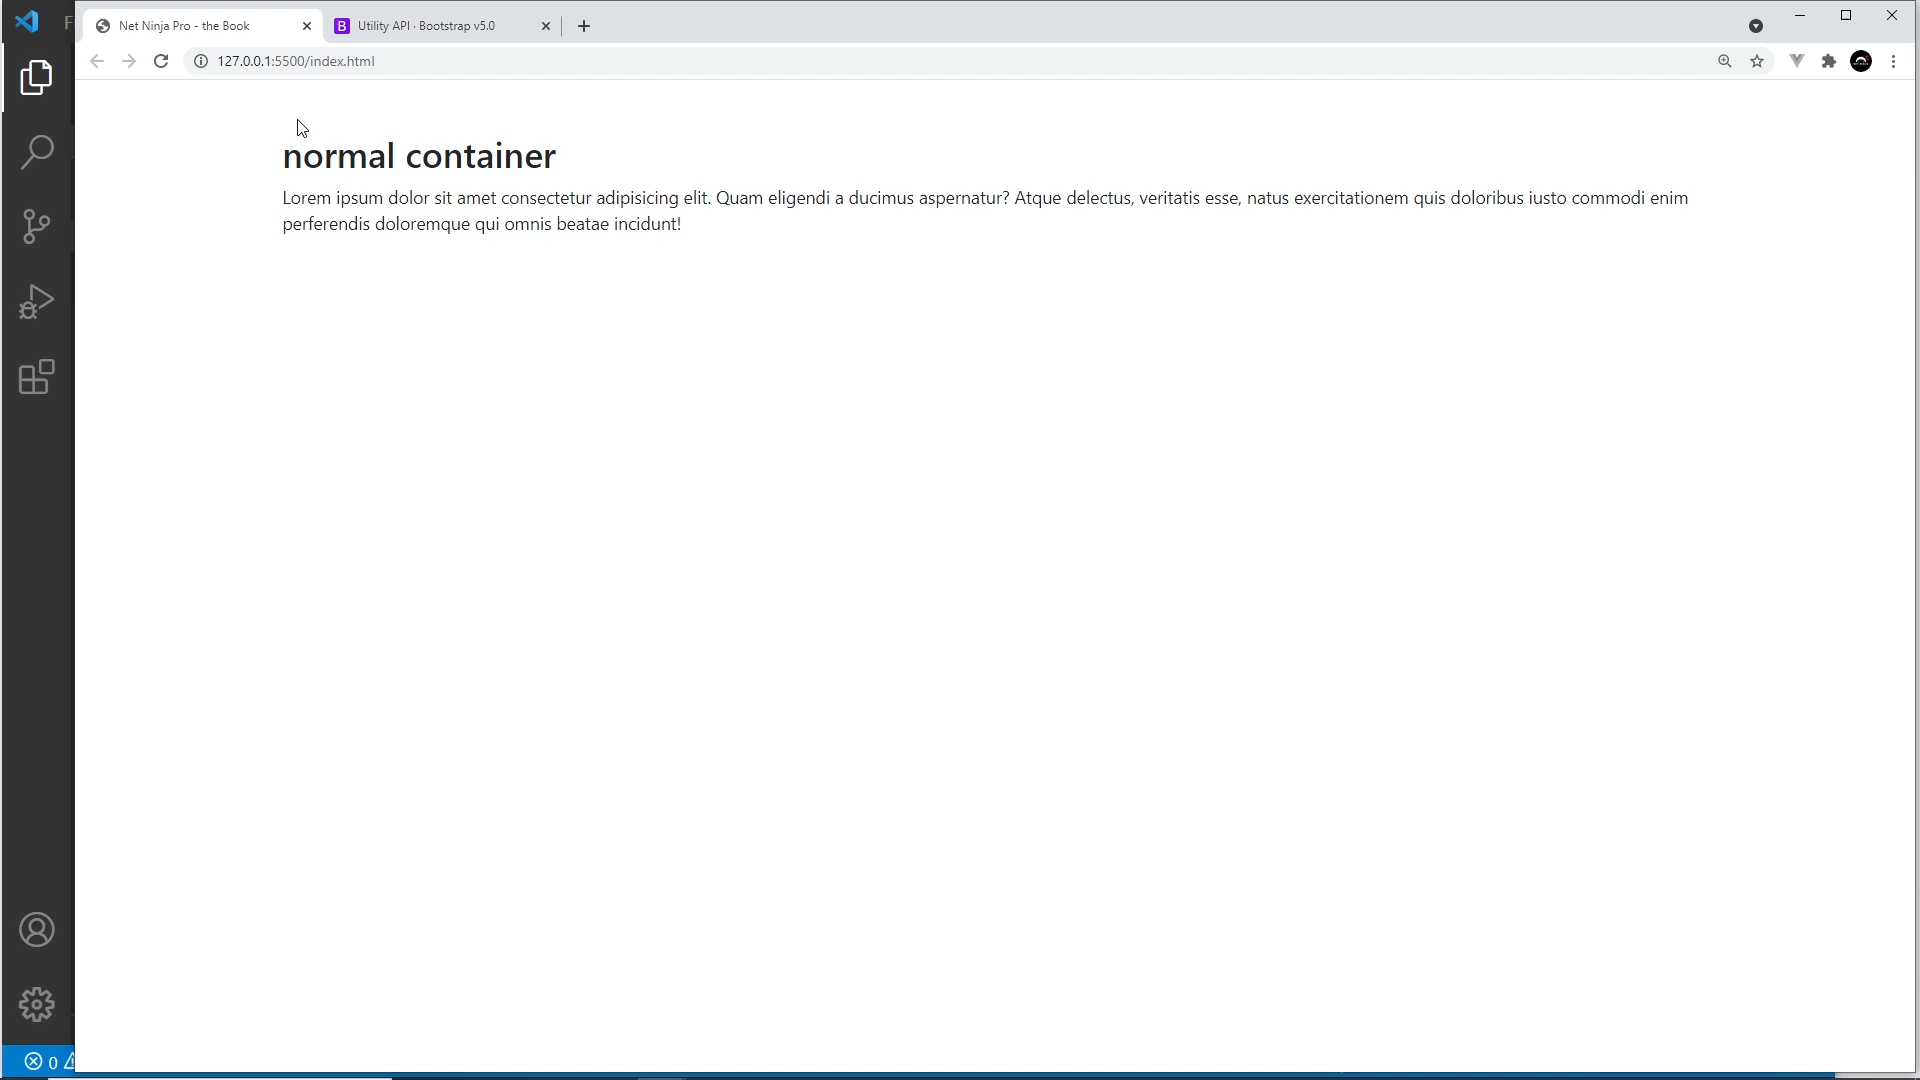 F
Net Ninja Pro - the Book
B
Utility API · Bootstrap v5.0
127.0.0.1:5500/index.html
normal container
Lorem ipsum dolor sit amet consectetur adipisicing elit. Quam eligendi a ducimus aspernatur? Atque delectus, veritatis esse, natus exercitationem quis doloribus iusto commodi enim
perferendis doloremque qui omnis beatae incidunt!
0